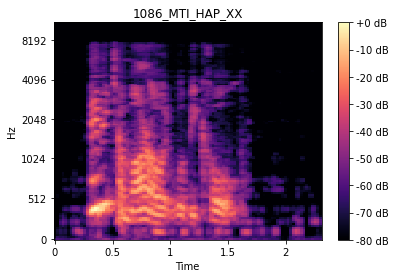 1086_MTI_HAP_XX
+0 dB
8192
-10 dB
4096
-20 dB
-30 dB
2048
Hz
-40 dB
1024
-50 dB
512
-60 dB
-70 dB
0
-80 dB
0 0.5 1 1.5 2
Time